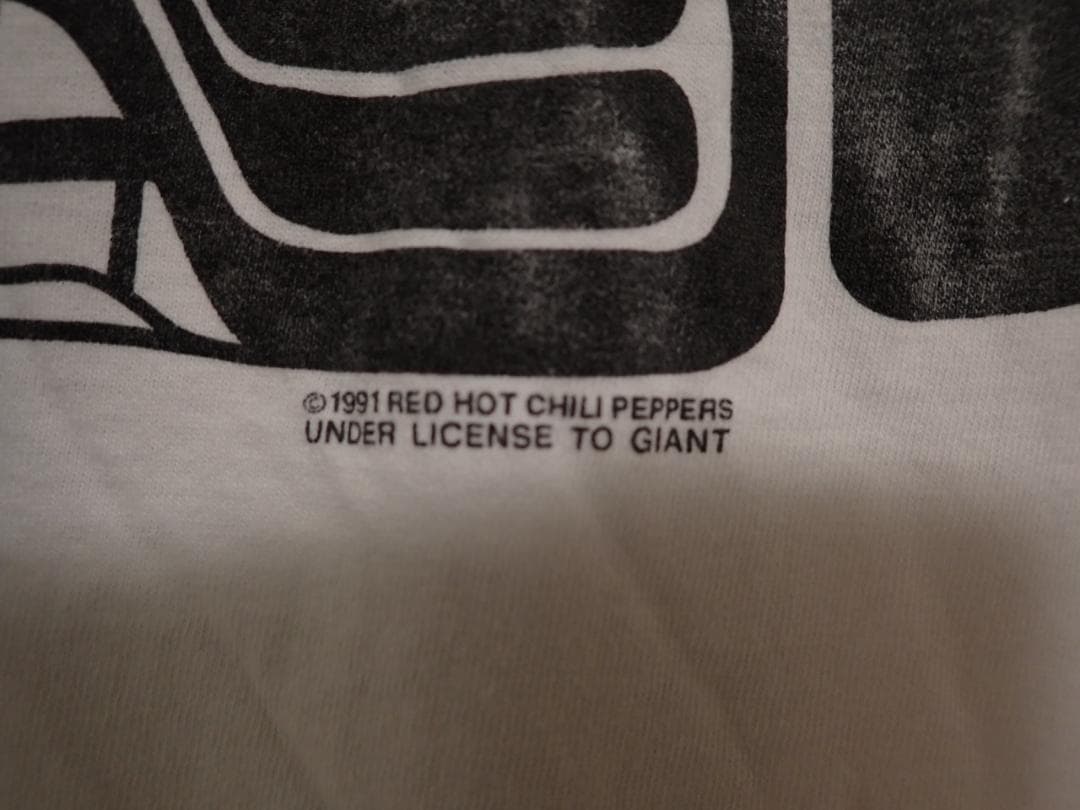 ©1991 RED HOT CHILI PEPPERS
UNDER LICENSE TO GIANT